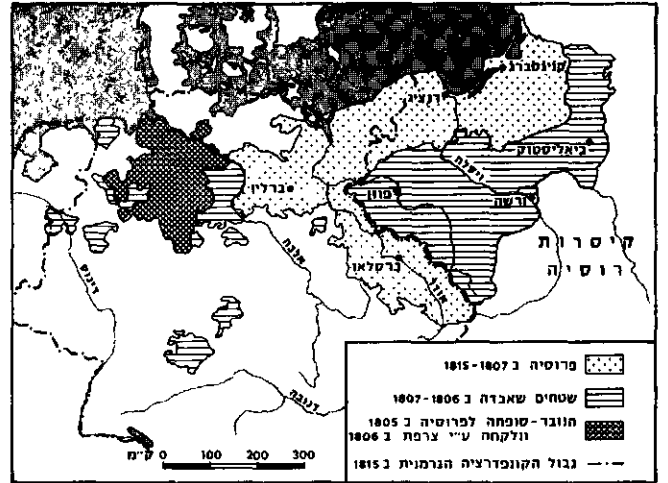 קניגסברג
דנציג
ביאליסטוק
ויסלה
ברלין
פוזן
ורשה
קיסרות
רוסיה
אלבה
ברסלאו
אודר
ריינוס
דנובה
ק״מ 0 100 200 300
פרוסיה ב 1815-1807
שטחים שאבדה ב 1807-1806
הנובר-סופחה לפרוסיה ב 1805
ונלקחה ע״י צרפת ב 1806
גבול הקונפדרציה הגרמנית ב 1815